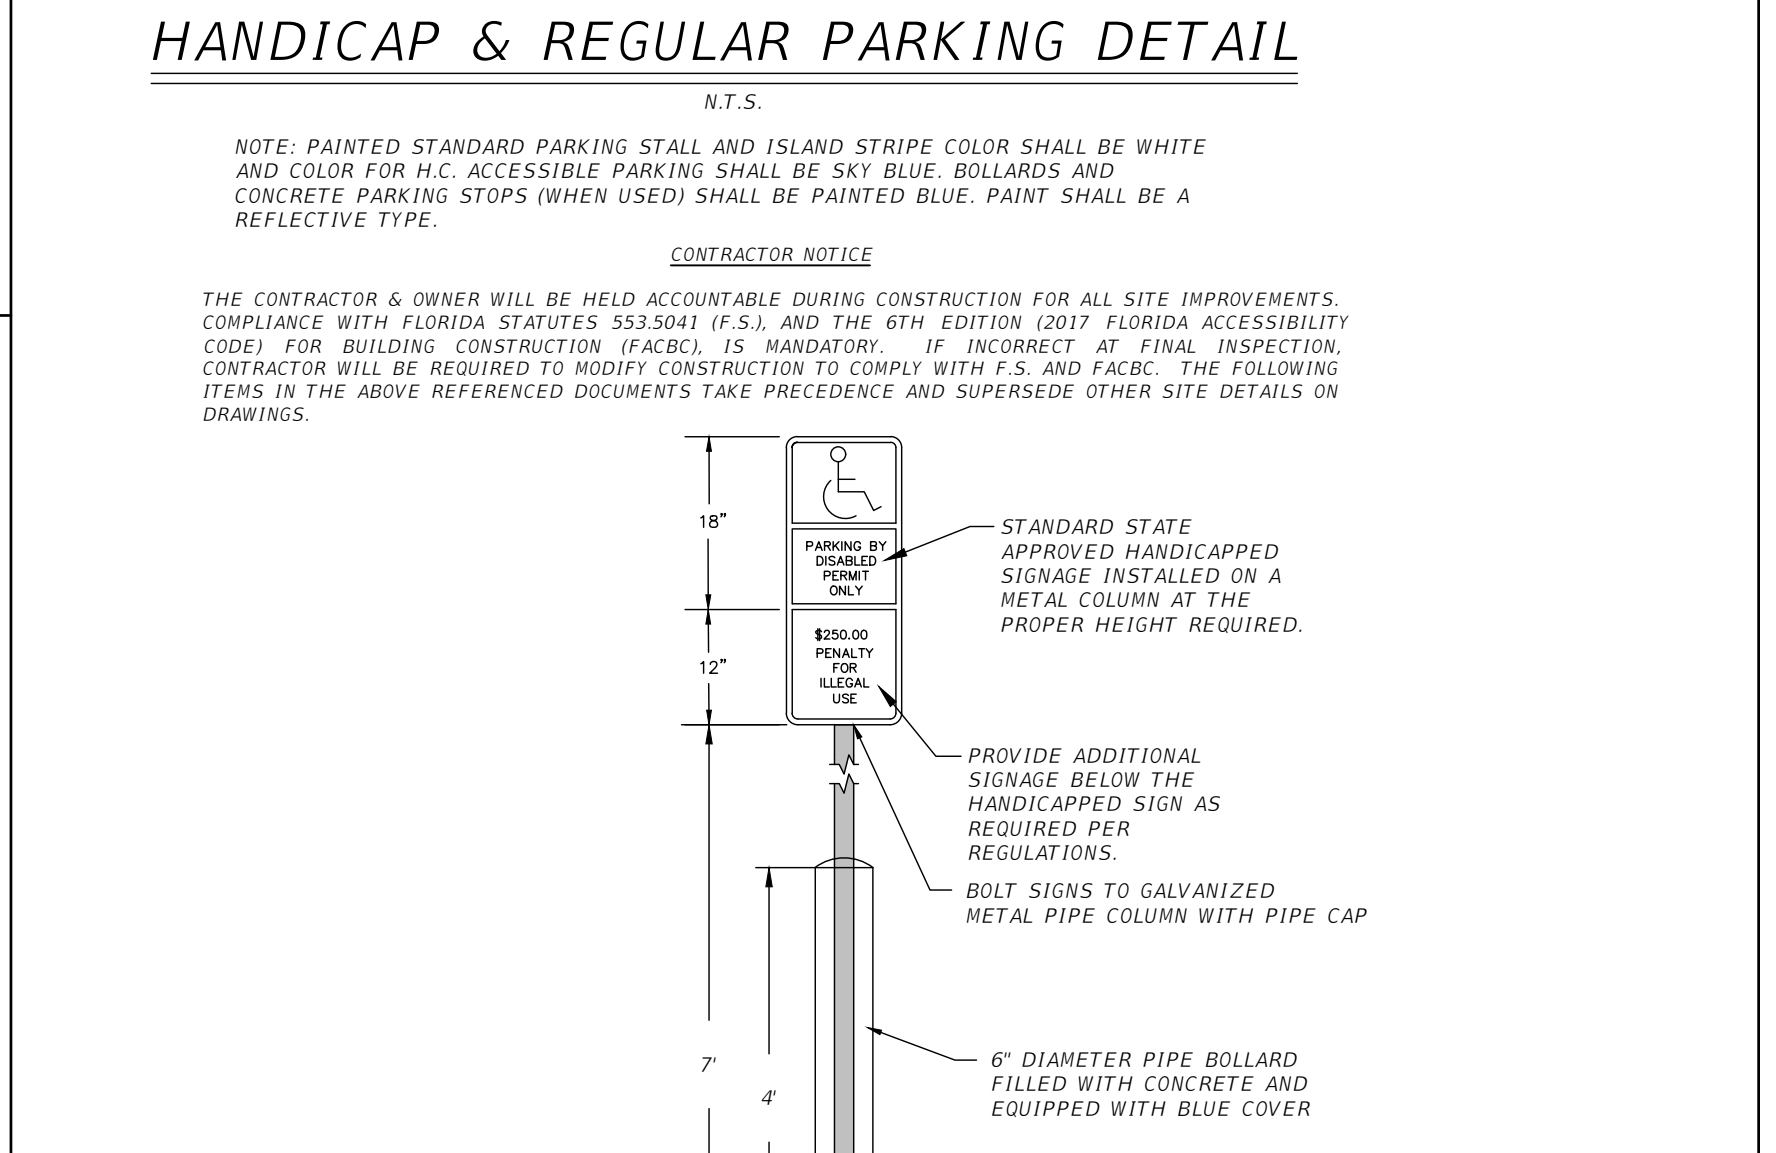 HANDICAP & REGULAR PARKING DETAIL
N.T.S.
NOTE: PAINTED STANDARD PARKING STALL AND ISLAND STRIPE COLOR SHALL BE WHITE
AND COLOR FOR H.C. ACCESSIBLE PARKING SHALL BE SKY BLUE. BOLLARDS AND
CONCRETE PARKING STOPS (WHEN USED) SHALL BE PAINTED BLUE. PAINT SHALL BE A
REFLECTIVE TYPE.
CONTRACTOR NOTICE
THE CONTRACTOR & OWNER WILL BE HELD ACCOUNTABLE DURING CONSTRUCTION FOR ALL SITE IMPROVEMENTS.
COMPLIANCE WITH FLORIDA STATUTES 553.5041 (F.S.), AND THE 6TH EDITION (2017 FLORIDA ACCESSIBILITY
CODE) FOR BUILDING CONSTRUCTION (FACBC), IS MANDATORY. IF INCORRECT AT FINAL INSPECTION,
CONTRACTOR WILL BE REQUIRED TO MODIFY CONSTRUCTION TO COMPLY WITH F.S. AND FACBC. THE FOLLOWING
ITEMS IN THE ABOVE REFERENCED DOCUMENTS TAKE PRECEDENCE AND SUPERSEDE OTHER SITE DETAILS ON
DRAWINGS.
18"
PARKING BY
DISABLED
PERMIT
ONLY
STANDARD STATE
APPROVED HANDICAPPED
SIGNAGE INSTALLED ON A
METAL COLUMN AT THE
PROPER HEIGHT REQUIRED.
12"
$250.00
PENALTY
FOR
ILLEGAL
USE
PROVIDE ADDITIONAL
SIGNAGE BELOW THE
HANDICAPPED SIGN AS
REQUIRED PER
REGULATIONS.
BOLT SIGNS TO GALVANIZED
METAL PIPE COLUMN WITH PIPE CAP
7'
4'
6" DIAMETER PIPE BOLLARD
FILLED WITH CONCRETE AND
EQUIPPED WITH BLUE COVER